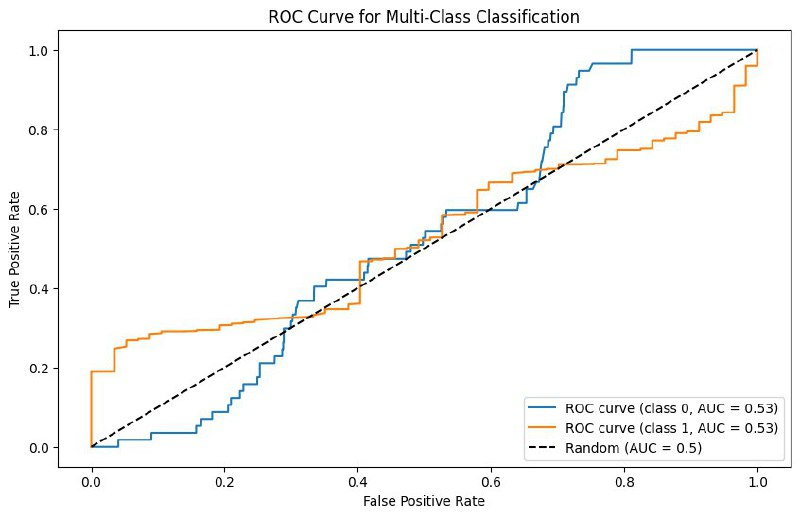 ROC Curve for Multi-Class Classification
True Positive Rate
1.0
0.8
0.6
0.4
0.2
0.0
ROC curve (class 0, AUC = 0.53)
ROC curve (class 1, AUC = 0.53)
Random (AUC = 0.5)
0.0 0.2 0.4 0.6 0.8 1.0
False Positive Rate